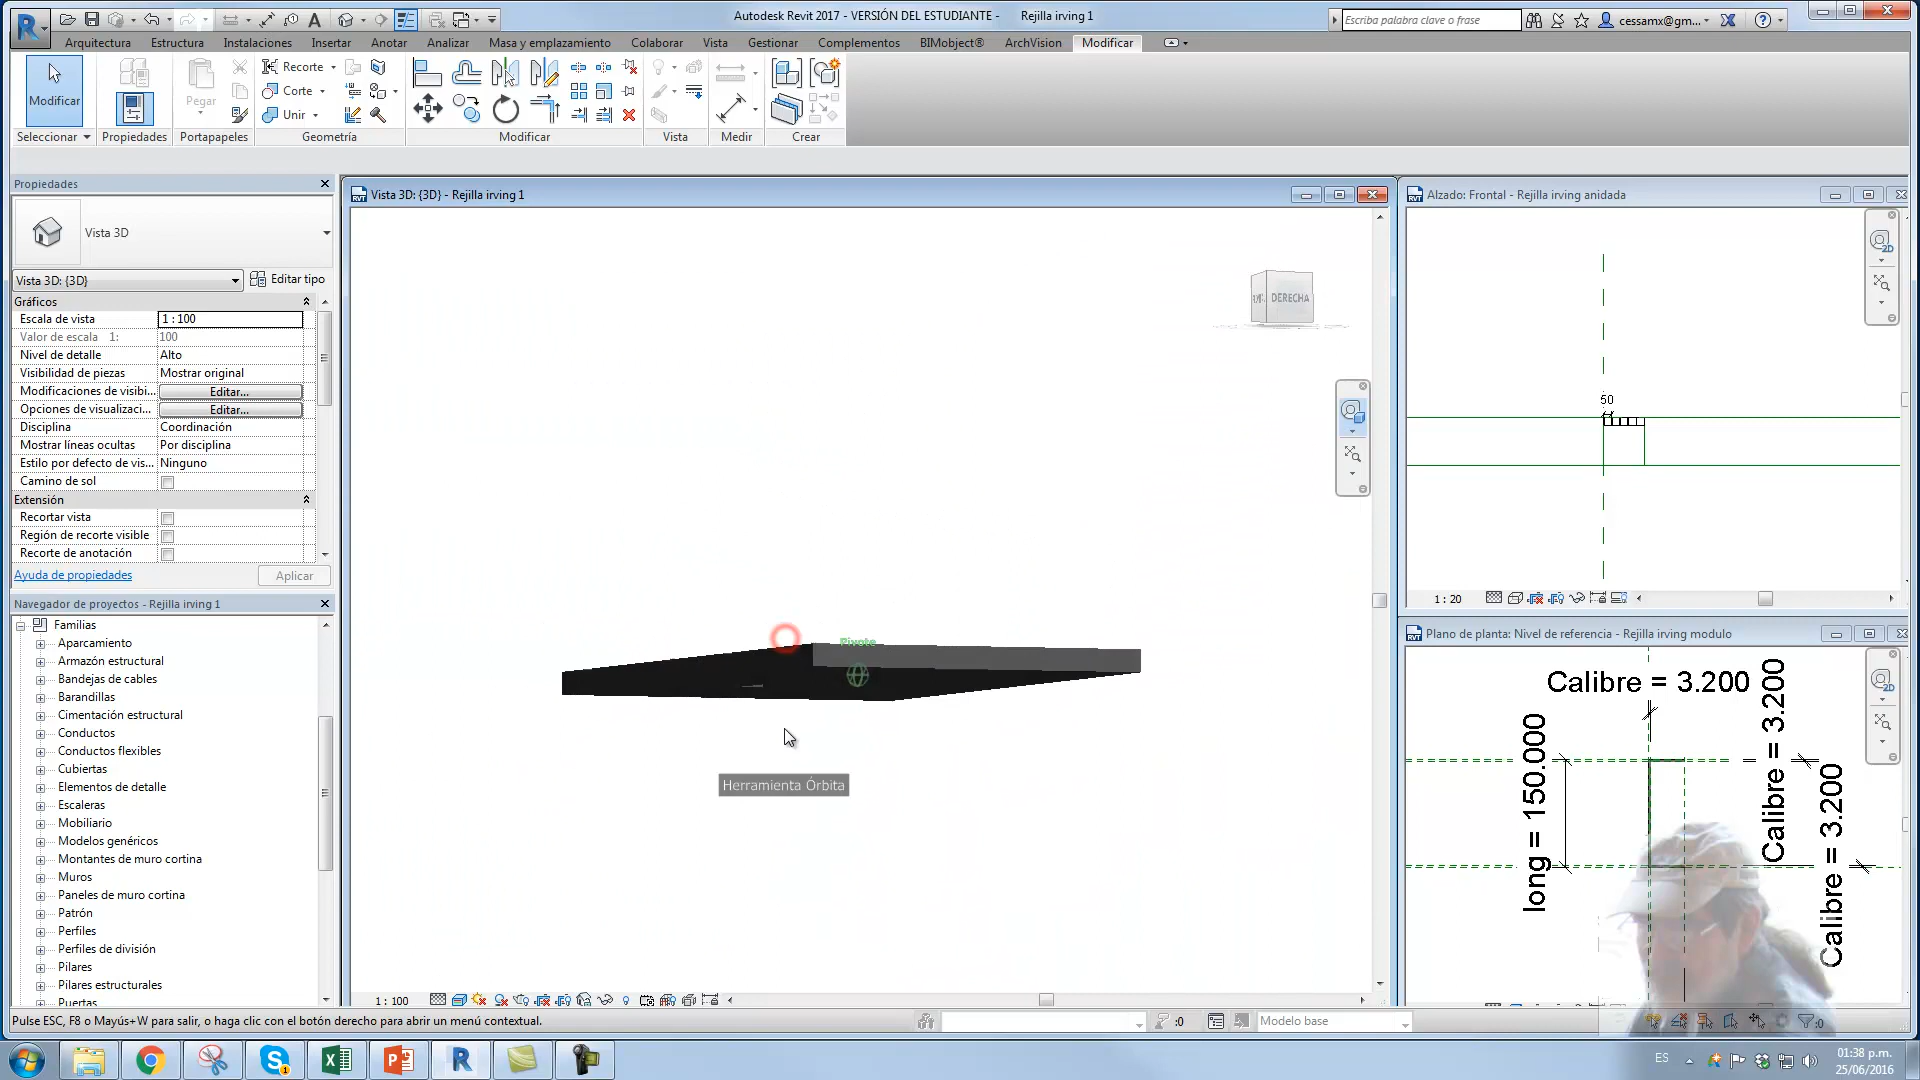 Autodesk Revit 2017 - VERSIÓN DEL ESTUDIANTE -
Rejilla irving 1
Escriba palabra clave o frase
cessamx@gm...
Arquitectura
Estructura
Instalaciones
Insertar
Anotar
Analizar
Masa y emplazamiento
Colaborar
Vista
Gestionar
Complementos
BIMobject®
ArchVision
Modificar
Modificar
Pegar
Recorte
Corte
Unir
Seleccionar
Propiedades
Portapapeles
Geometría
Modificar
Vista
Medir
Crear
Propiedades
Vista 3D
Vista 3D: {3D}
Editar tipo
Gráficos
Escala de vista
1 : 100
Valor de escala 1:
100
Nivel de detalle
Alto
Visibilidad de piezas
Mostrar original
Modificaciones de visibi...
Editar...
Opciones de visualizaci...
Editar...
Disciplina
Coordinación
Mostrar líneas ocultas
Por disciplina
Estilo por defecto de vis...
Ninguno
Camino de sol
Extensión
Recortar vista
Región de recorte visible
Recorte de anotación
Ayuda de propiedades
Aplicar
Navegador de proyectos - Rejilla irving 1
Familias
Aparcamiento
Armazón estructural
Bandejas de cables
Barandillas
Cimentación estructural
Conductos
Conductos flexibles
Cubiertas
Elementos de detalle
Escaleras
Mobiliario
Modelos genéricos
Montantes de muro cortina
Muros
Paneles de muro cortina
Patrón
Perfiles
Perfiles de división
Pilares
Pilares estructurales
Puertas
Vista 3D: {3D} - Rejilla irving 1
DERECHA
Pivote
Herramienta Órbita
1 : 100
Alzado: Frontal - Rejilla irving anidada
2D
50
1 : 20
Plano de planta: Nivel de referencia - Rejilla irving modulo
2D
Calibre = 3.200
long = 150.000
Calibre = 3.200
Calibre = 3.200
Pulse ESC, F8 o Mayús+W para salir, o haga clic con el botón derecho para abrir un menú contextual.
:0
Modelo base
:0
ES
01:38 p.m.
25/06/2016